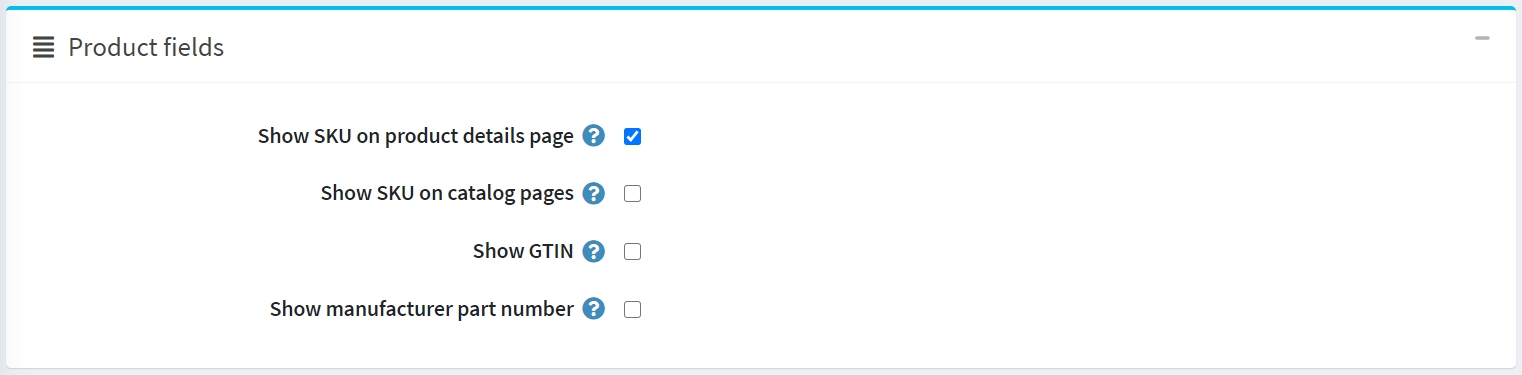 Product fields
Show SKU on product details page ?
Show SKU on catalog pages ?
Show GTIN ?
Show manufacturer part number ?